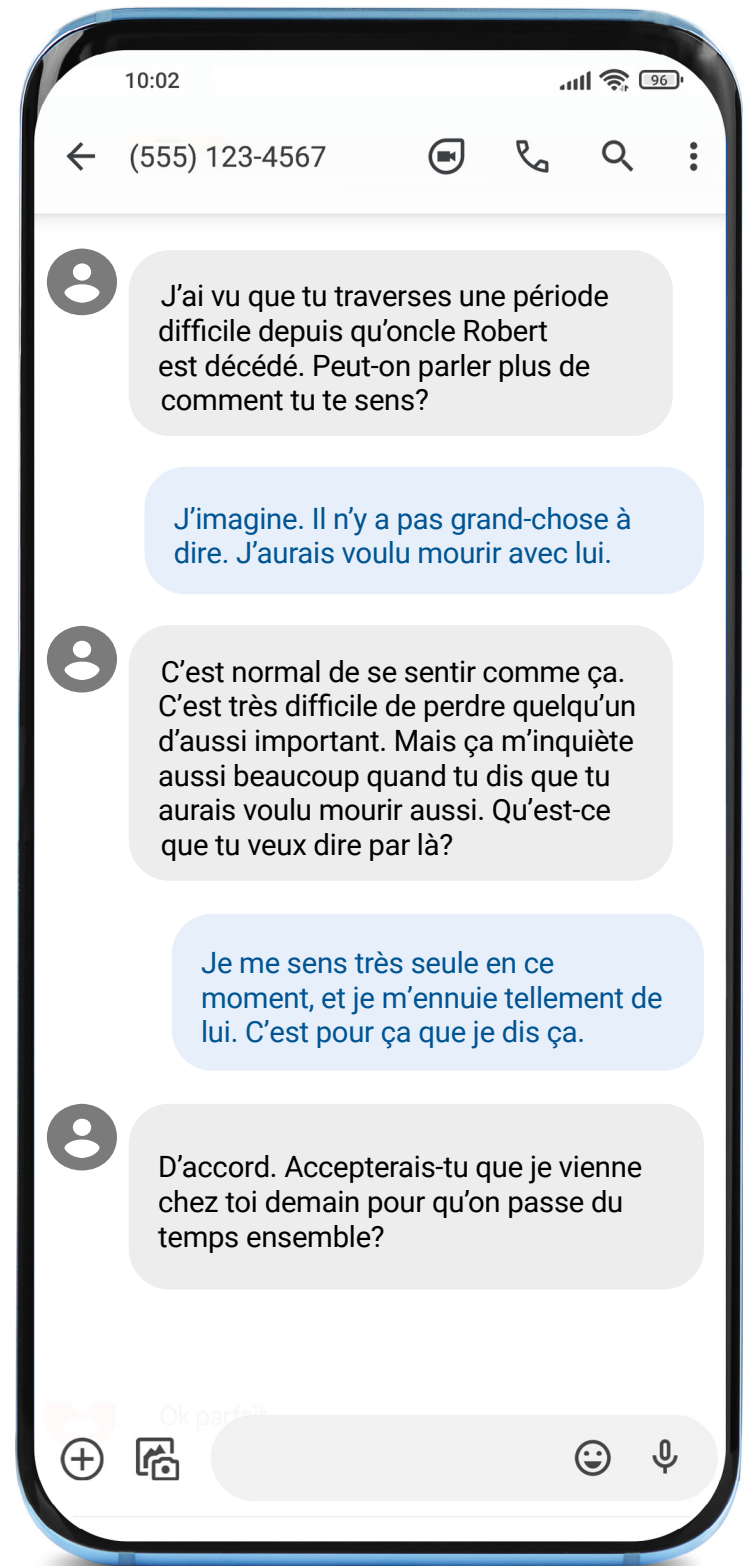 10:02
96
(555) 123-4567
J’ai vu que tu traverses une période
difficile depuis qu’oncle Robert
est décédé. Peut-on parler plus de
comment tu te sens?
J’imagine. Il n’y a pas grand-chose à
dire. J’aurais voulu mourir avec lui.
C’est normal de se sentir comme ça.
C’est très difficile de perdre quelqu’un
d’aussi important. Mais ça m’inquiète
aussi beaucoup quand tu dis que tu
aurais voulu mourir aussi. Qu’est-ce
que tu veux dire par là?
Je me sens très seule en ce
moment, et je m’ennuie tellement de
lui. C’est pour ça que je dis ça.
D’accord. Accepterais-tu que je vienne
chez toi demain pour qu’on passe du
temps ensemble?
Ok parfait